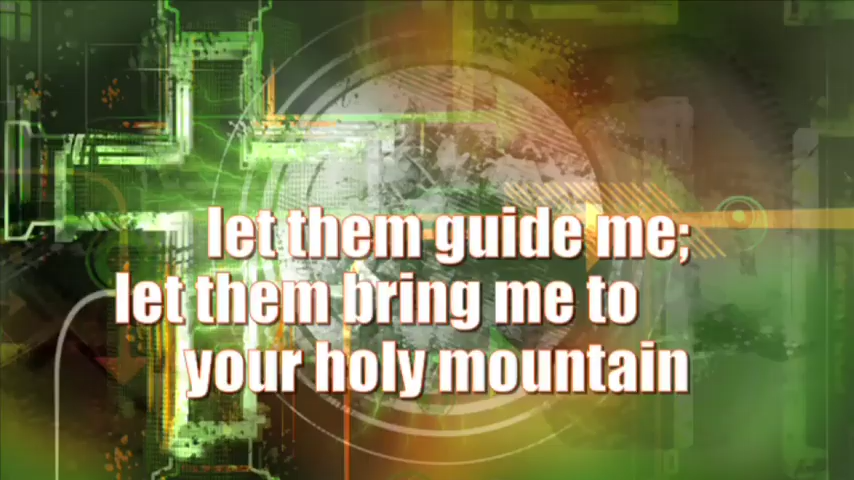 let them guide me;
let them bring me to
your holy mountain